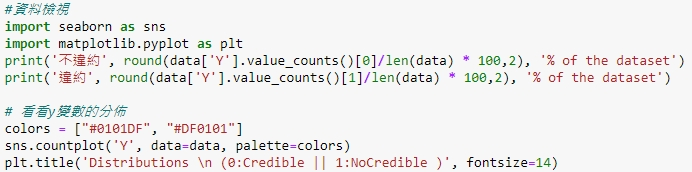 #資料檢視
import seaborn as sns
import matplotlib.pyplot as plt
print('不違約', round(data['Y'].value_counts()[0]/len(data) * 100,2), '% of the dataset')
print('違約', round(data['Y'].value_counts()[1]/len(data) * 100,2), '% of the dataset')
# 看看y變數的分佈
colors = ["#0101DF", "#DF0101"]
sns.countplot('Y', data=data, palette=colors)
plt.title('Distributions \n (0:Credible || 1:NoCredible )', fontsize=14)